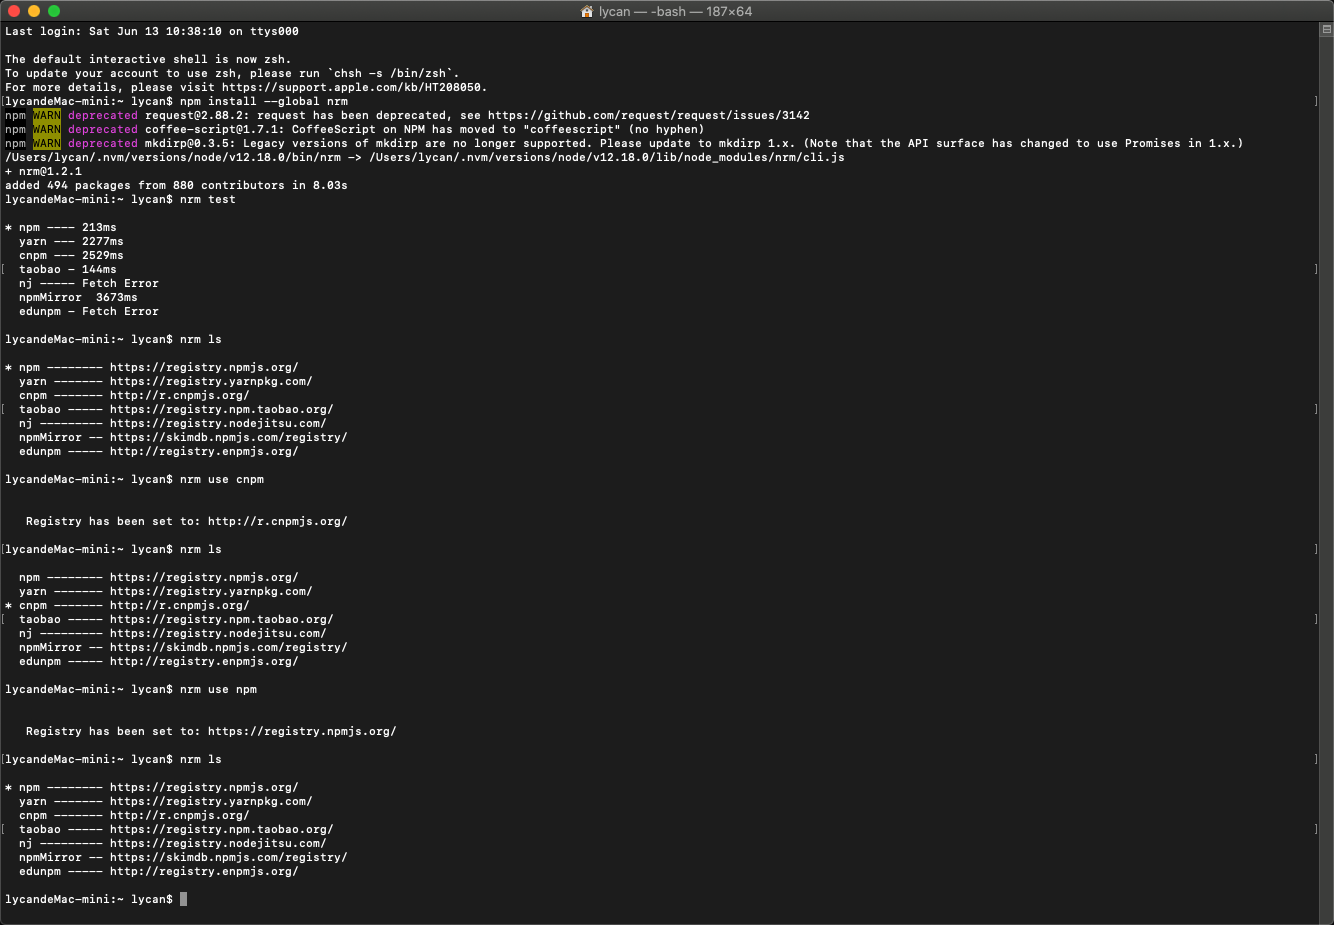 lycan — -bash — 187×64
Last login: Sat Jun 13 10:38:10 on ttys000
The default interactive shell is now zsh.
To update your account to use zsh, please run `chsh -s /bin/zsh`.
For more details, please visit https://support.apple.com/kb/HT208050.
[lycandeMac-mini:~ lycan$ npm install --global nrm ]
npm WARN deprecated request@2.88.2: request has been deprecated, see https://github.com/request/request/issues/3142
npm WARN deprecated coffee-script@1.7.1: CoffeeScript on NPM has moved to "coffeescript" (no hyphen)
npm WARN deprecated mkdirp@0.3.5: Legacy versions of mkdirp are no longer supported. Please update to mkdirp 1.x. (Note that the API surface has changed to use Promises in 1.x.)
/Users/lycan/.nvm/versions/node/v12.18.0/bin/nrm -> /Users/lycan/.nvm/versions/node/v12.18.0/lib/node_modules/nrm/cli.js
+ nrm@1.2.1
added 494 packages from 880 contributors in 8.03s
lycandeMac-mini:~ lycan$ nrm test
* npm ---- 213ms
yarn --- 2277ms
cnpm --- 2529ms
[ taobao - 144ms ]
nj ----- Fetch Error
npmMirror  3673ms
edunpm - Fetch Error
lycandeMac-mini:~ lycan$ nrm ls
* npm -------- https://registry.npmjs.org/
yarn ------- https://registry.yarnpkg.com/
cnpm ------- http://r.cnpmjs.org/
[ taobao ----- https://registry.npm.taobao.org/ ]
nj --------- https://registry.nodejitsu.com/
npmMirror -- https://skimdb.npmjs.com/registry/
edunpm ----- http://registry.enpmjs.org/
lycandeMac-mini:~ lycan$ nrm use cnpm
Registry has been set to: http://r.cnpmjs.org/
[lycandeMac-mini:~ lycan$ nrm ls ]
npm -------- https://registry.npmjs.org/
yarn ------- https://registry.yarnpkg.com/
* cnpm ------- http://r.cnpmjs.org/
[ taobao ----- https://registry.npm.taobao.org/ ]
nj --------- https://registry.nodejitsu.com/
npmMirror -- https://skimdb.npmjs.com/registry/
edunpm ----- http://registry.enpmjs.org/
lycandeMac-mini:~ lycan$ nrm use npm
Registry has been set to: https://registry.npmjs.org/
[lycandeMac-mini:~ lycan$ nrm ls ]
* npm -------- https://registry.npmjs.org/
yarn ------- https://registry.yarnpkg.com/
cnpm ------- http://r.cnpmjs.org/
[ taobao ----- https://registry.npm.taobao.org/ ]
nj --------- https://registry.nodejitsu.com/
npmMirror -- https://skimdb.npmjs.com/registry/
edunpm ----- http://registry.enpmjs.org/
lycandeMac-mini:~ lycan$